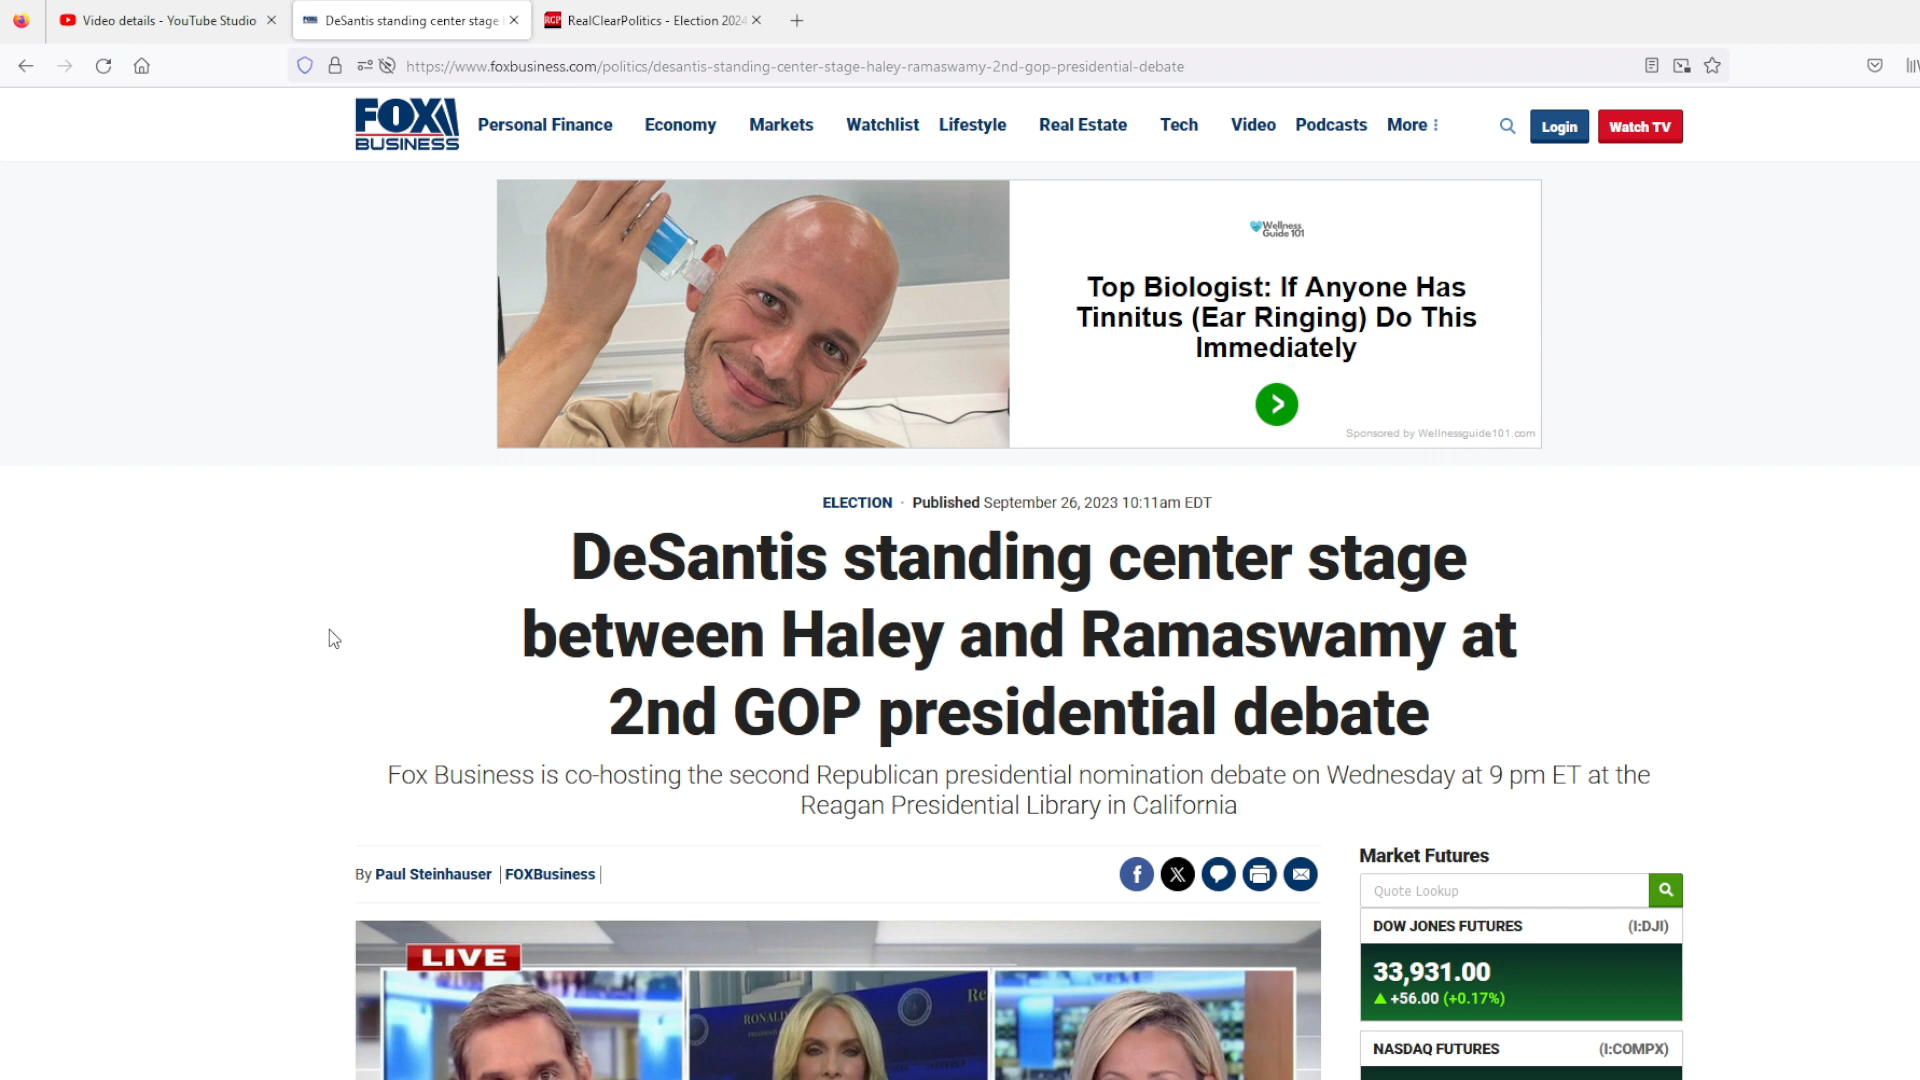 Video details - YouTube Studio
DeSantis standing center stage
RCP RealClearPolitics - Election 2024
https://www.foxbusiness.com/politics/desantis-standing-center-stage-haley-ramaswamy-2nd-gop-presidential-debate
FOX
BUSINESS
Personal Finance Economy Markets Watchlist Lifestyle Real Estate Tech Video Podcasts More
Login
Watch TV
Wellness
Guide 101
Top Biologist: If Anyone Has
Tinnitus (Ear Ringing) Do This
Immediately
Sponsored by Wellnessguide101.com
ELECTION · Published September 26, 2023 10:11am EDT
DeSantis standing center stage
between Haley and Ramaswamy at
2nd GOP presidential debate
Fox Business is co-hosting the second Republican presidential nomination debate on Wednesday at 9 pm ET at the
Reagan Presidential Library in California
By Paul Steinhauser | FOXBusiness |
Market Futures
Quote Lookup
DOW JONES FUTURES (I:DJI)
33,931.00
+56.00 (+0.17%)
NASDAQ FUTURES (I:COMPX)
LIVE
RONALD
Re